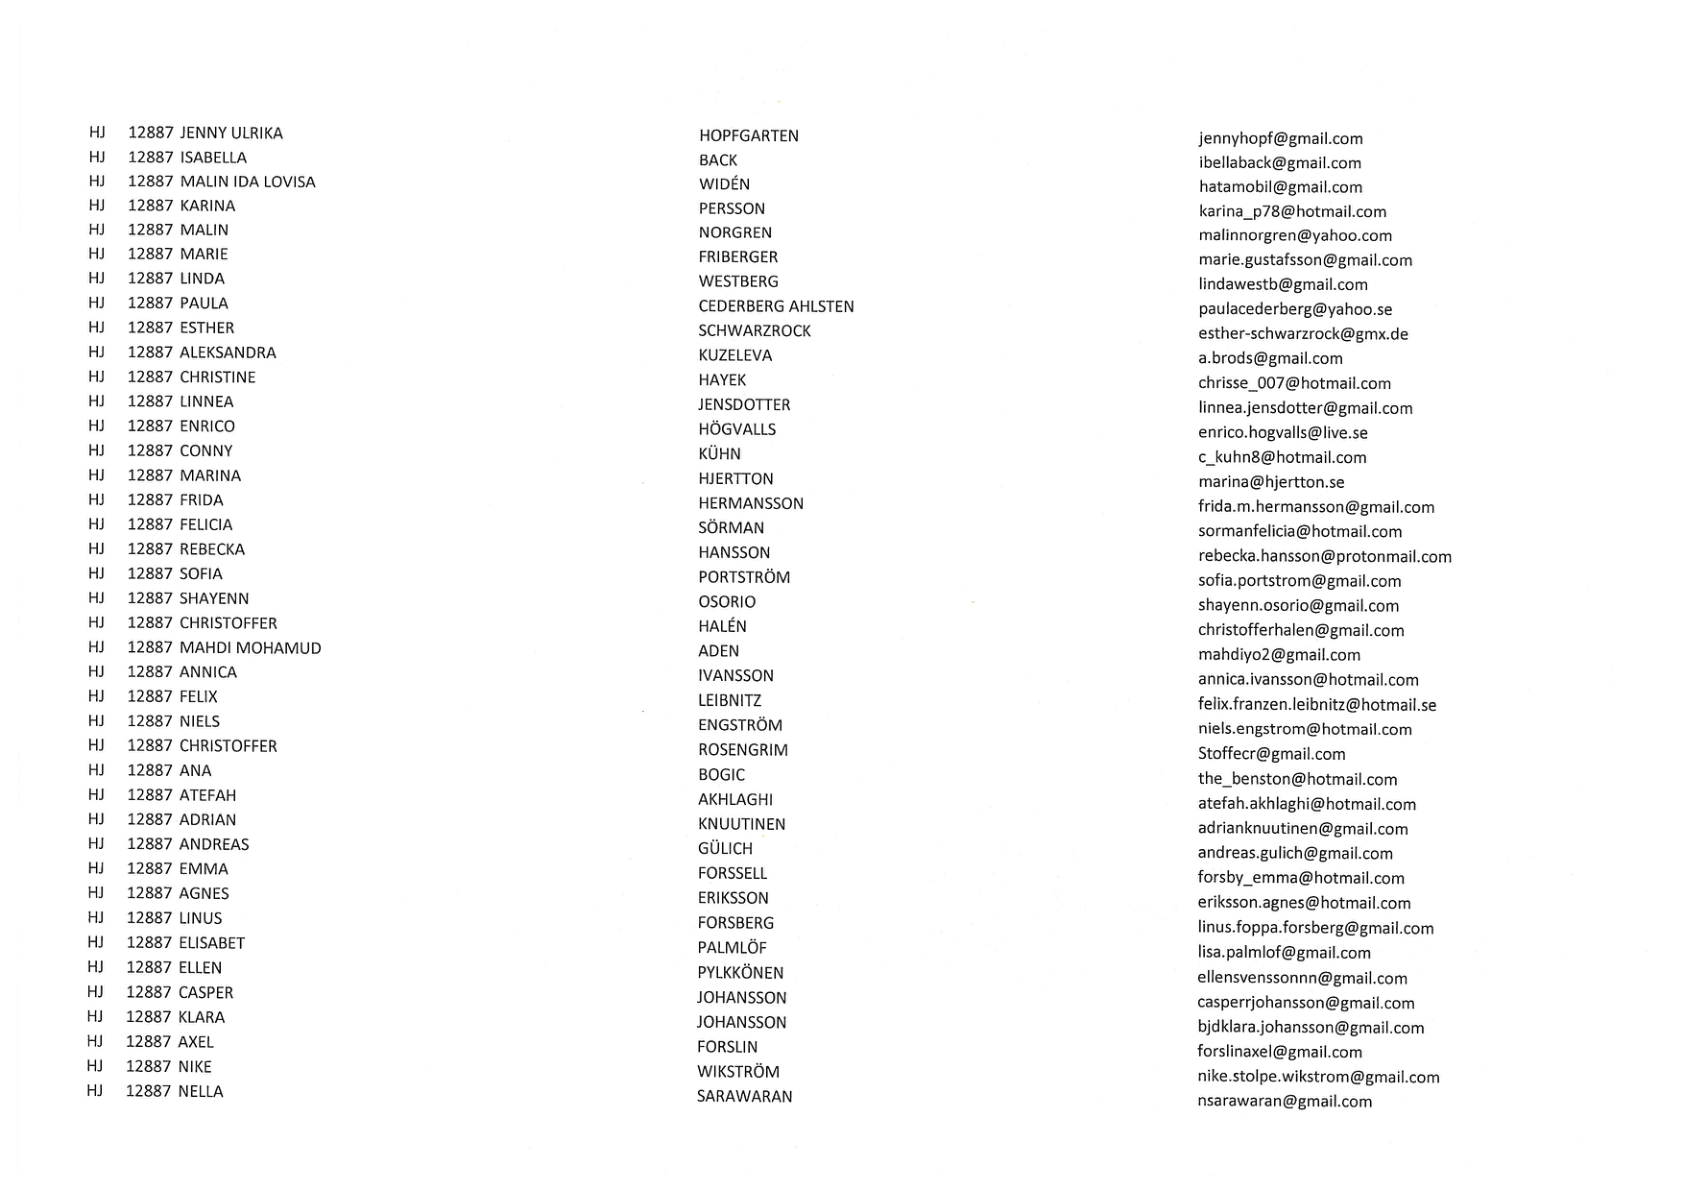 HJ 12887 JENNY ULRIKA HOPFGARTEN jennyhopf@gmail.com
HJ 12887 ISABELLA BACK ibellaback@gmail.com
HJ 12887 MALIN IDA LOVISA WIDÉN hatamobil@gmail.com
HJ 12887 KARINA PERSSON karina_p78@hotmail.com
HJ 12887 MALIN NORGREN malinnorgren@yahoo.com
HJ 12887 MARIE FRIBERGER marie.gustafsson@gmail.com
HJ 12887 LINDA WESTBERG lindawestb@gmail.com
HJ 12887 PAULA CEDERBERG AHLSTEN paulacederberg@yahoo.se
HJ 12887 ESTHER SCHWARZROCK esther-schwarzrock@gmx.de
HJ 12887 ALEKSANDRA KUZELEVA a.brods@gmail.com
HJ 12887 CHRISTINE HAYEK chrisse_007@hotmail.com
HJ 12887 LINNEA JENSDOTTER linnea.jensdotter@gmail.com
HJ 12887 ENRICO HÖGVALLS enrico.hogvalls@live.se
HJ 12887 CONNY KÜHN c_kuhn8@hotmail.com
HJ 12887 MARINA HJERTTON marina@hjertton.se
HJ 12887 FRIDA HERMANSSON frida.m.hermansson@gmail.com
HJ 12887 FELICIA SÖRMAN sormanfelicia@hotmail.com
HJ 12887 REBECKA HANSSON rebecka.hansson@protonmail.com
HJ 12887 SOFIA PORTSTRÖM sofia.portstrom@gmail.com
HJ 12887 SHAYENN OSORIO shayenn.osorio@gmail.com
HJ 12887 CHRISTOFFER HALÉN christofferhalen@gmail.com
HJ 12887 MAHDI MOHAMUD ADEN mahdiyo2@gmail.com
HJ 12887 ANNICA IVANSSON annica.ivansson@hotmail.com
HJ 12887 FELIX LEIBNITZ felix.franzen.leibnitz@hotmail.se
HJ 12887 NIELS ENGSTRÖM niels.engstrom@hotmail.com
HJ 12887 CHRISTOFFER ROSENGRIM Stoffecr@gmail.com
HJ 12887 ANA BOGIC the_benston@hotmail.com
HJ 12887 ATEFAH AKHLAGHI atefah.akhlaghi@hotmail.com
HJ 12887 ADRIAN KNUUTINEN adrianknuutinen@gmail.com
HJ 12887 ANDREAS GÜLICH andreas.gulich@gmail.com
HJ 12887 EMMA FORSSELL forsby_emma@hotmail.com
HJ 12887 AGNES ERIKSSON eriksson.agnes@hotmail.com
HJ 12887 LINUS FORSBERG linus.foppa.forsberg@gmail.com
HJ 12887 ELISABET PALMLÖF lisa.palmlof@gmail.com
HJ 12887 ELLEN PYLKKÖNEN ellensvenssonnn@gmail.com
HJ 12887 CASPER JOHANSSON casperrjohansson@gmail.com
HJ 12887 KLARA JOHANSSON bjdklara.johansson@gmail.com
HJ 12887 AXEL FORSLIN forslinaxel@gmail.com
HJ 12887 NIKE WIKSTRÖM nike.stolpe.wikstrom@gmail.com
HJ 12887 NELLA SARAWARAN nsarawaran@gmail.com